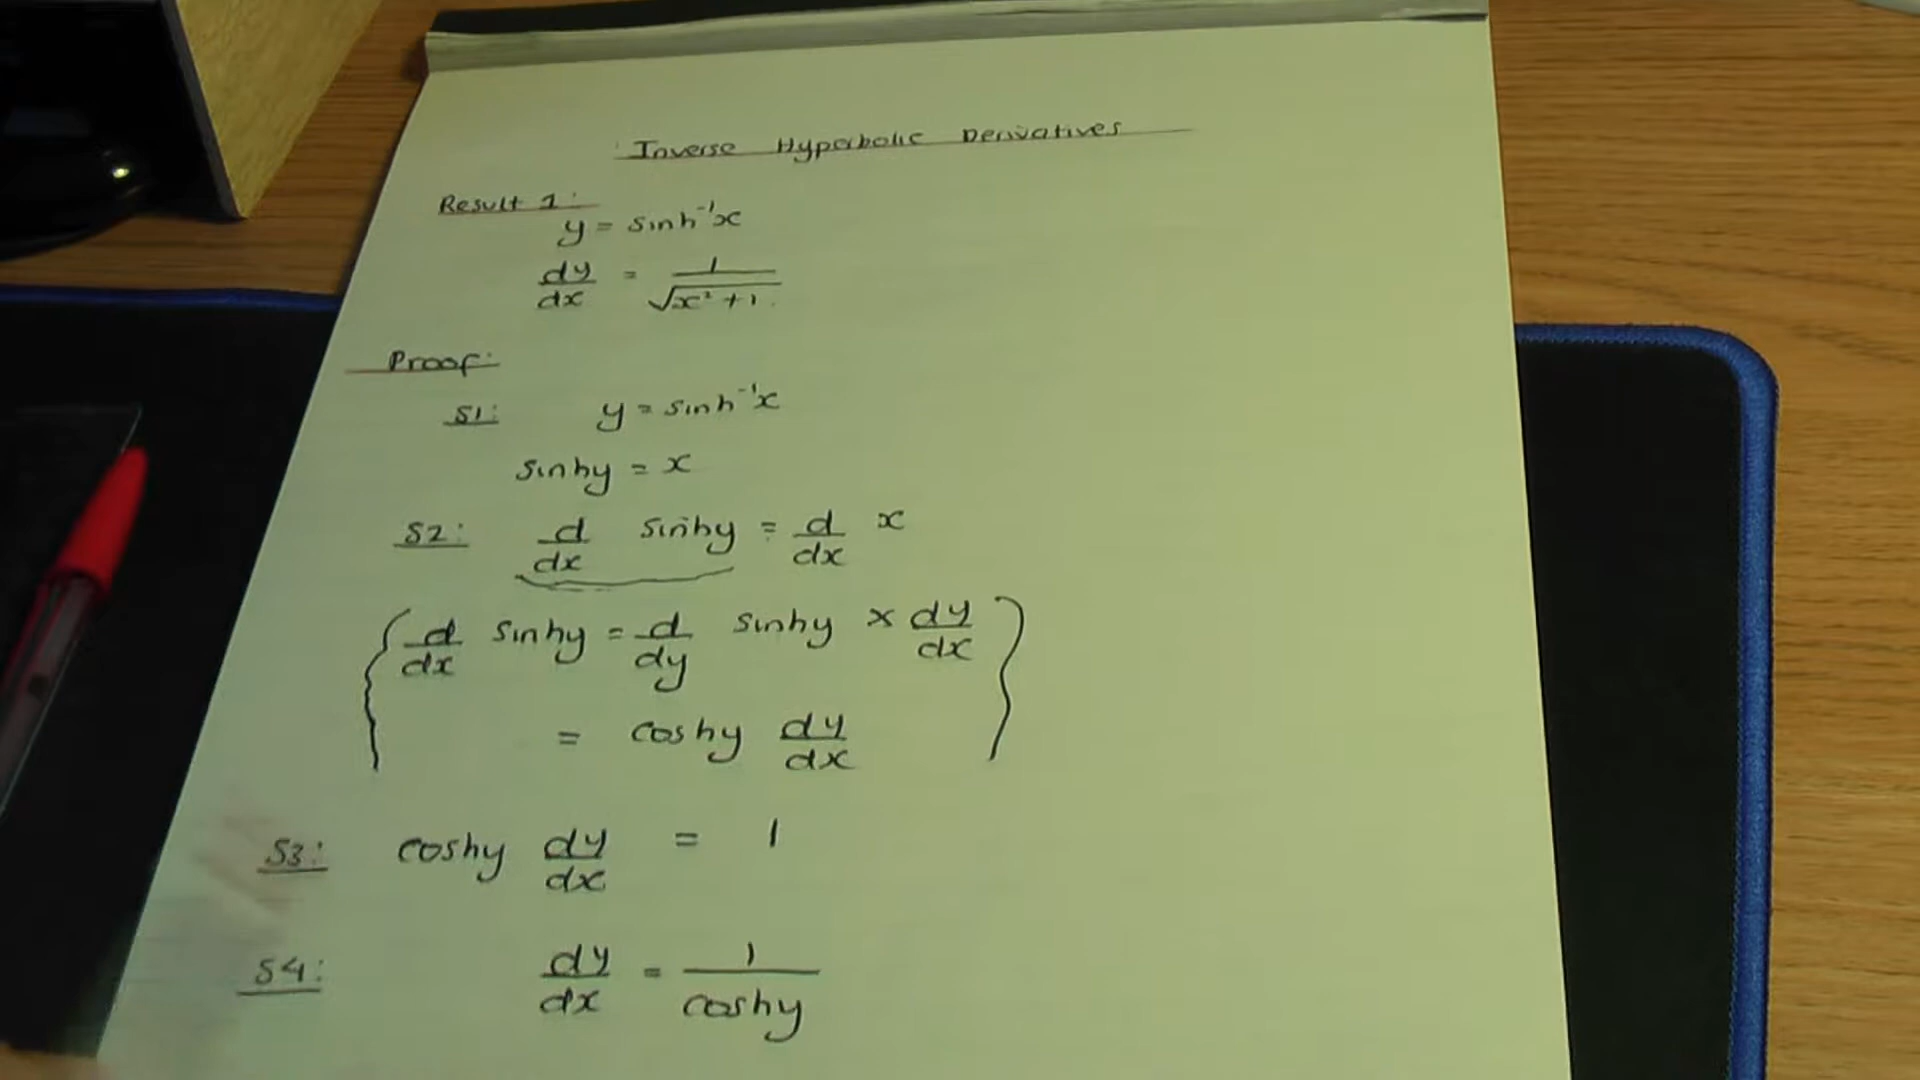 Inverse Hyperbolic Derivatives
Result 1:
y = sinh⁻¹x
dy/dx = 1/√(x² + 1)
Proof:
S1: y = sinh⁻¹x
sinhy = x
S2: d/dx sinhy = d/dx x
{ d/dx sinhy = d/dy sinhy × dy/dx
= coshy dy/dx }
S3: coshy dy/dx = 1
S4: dy/dx = 1/coshy